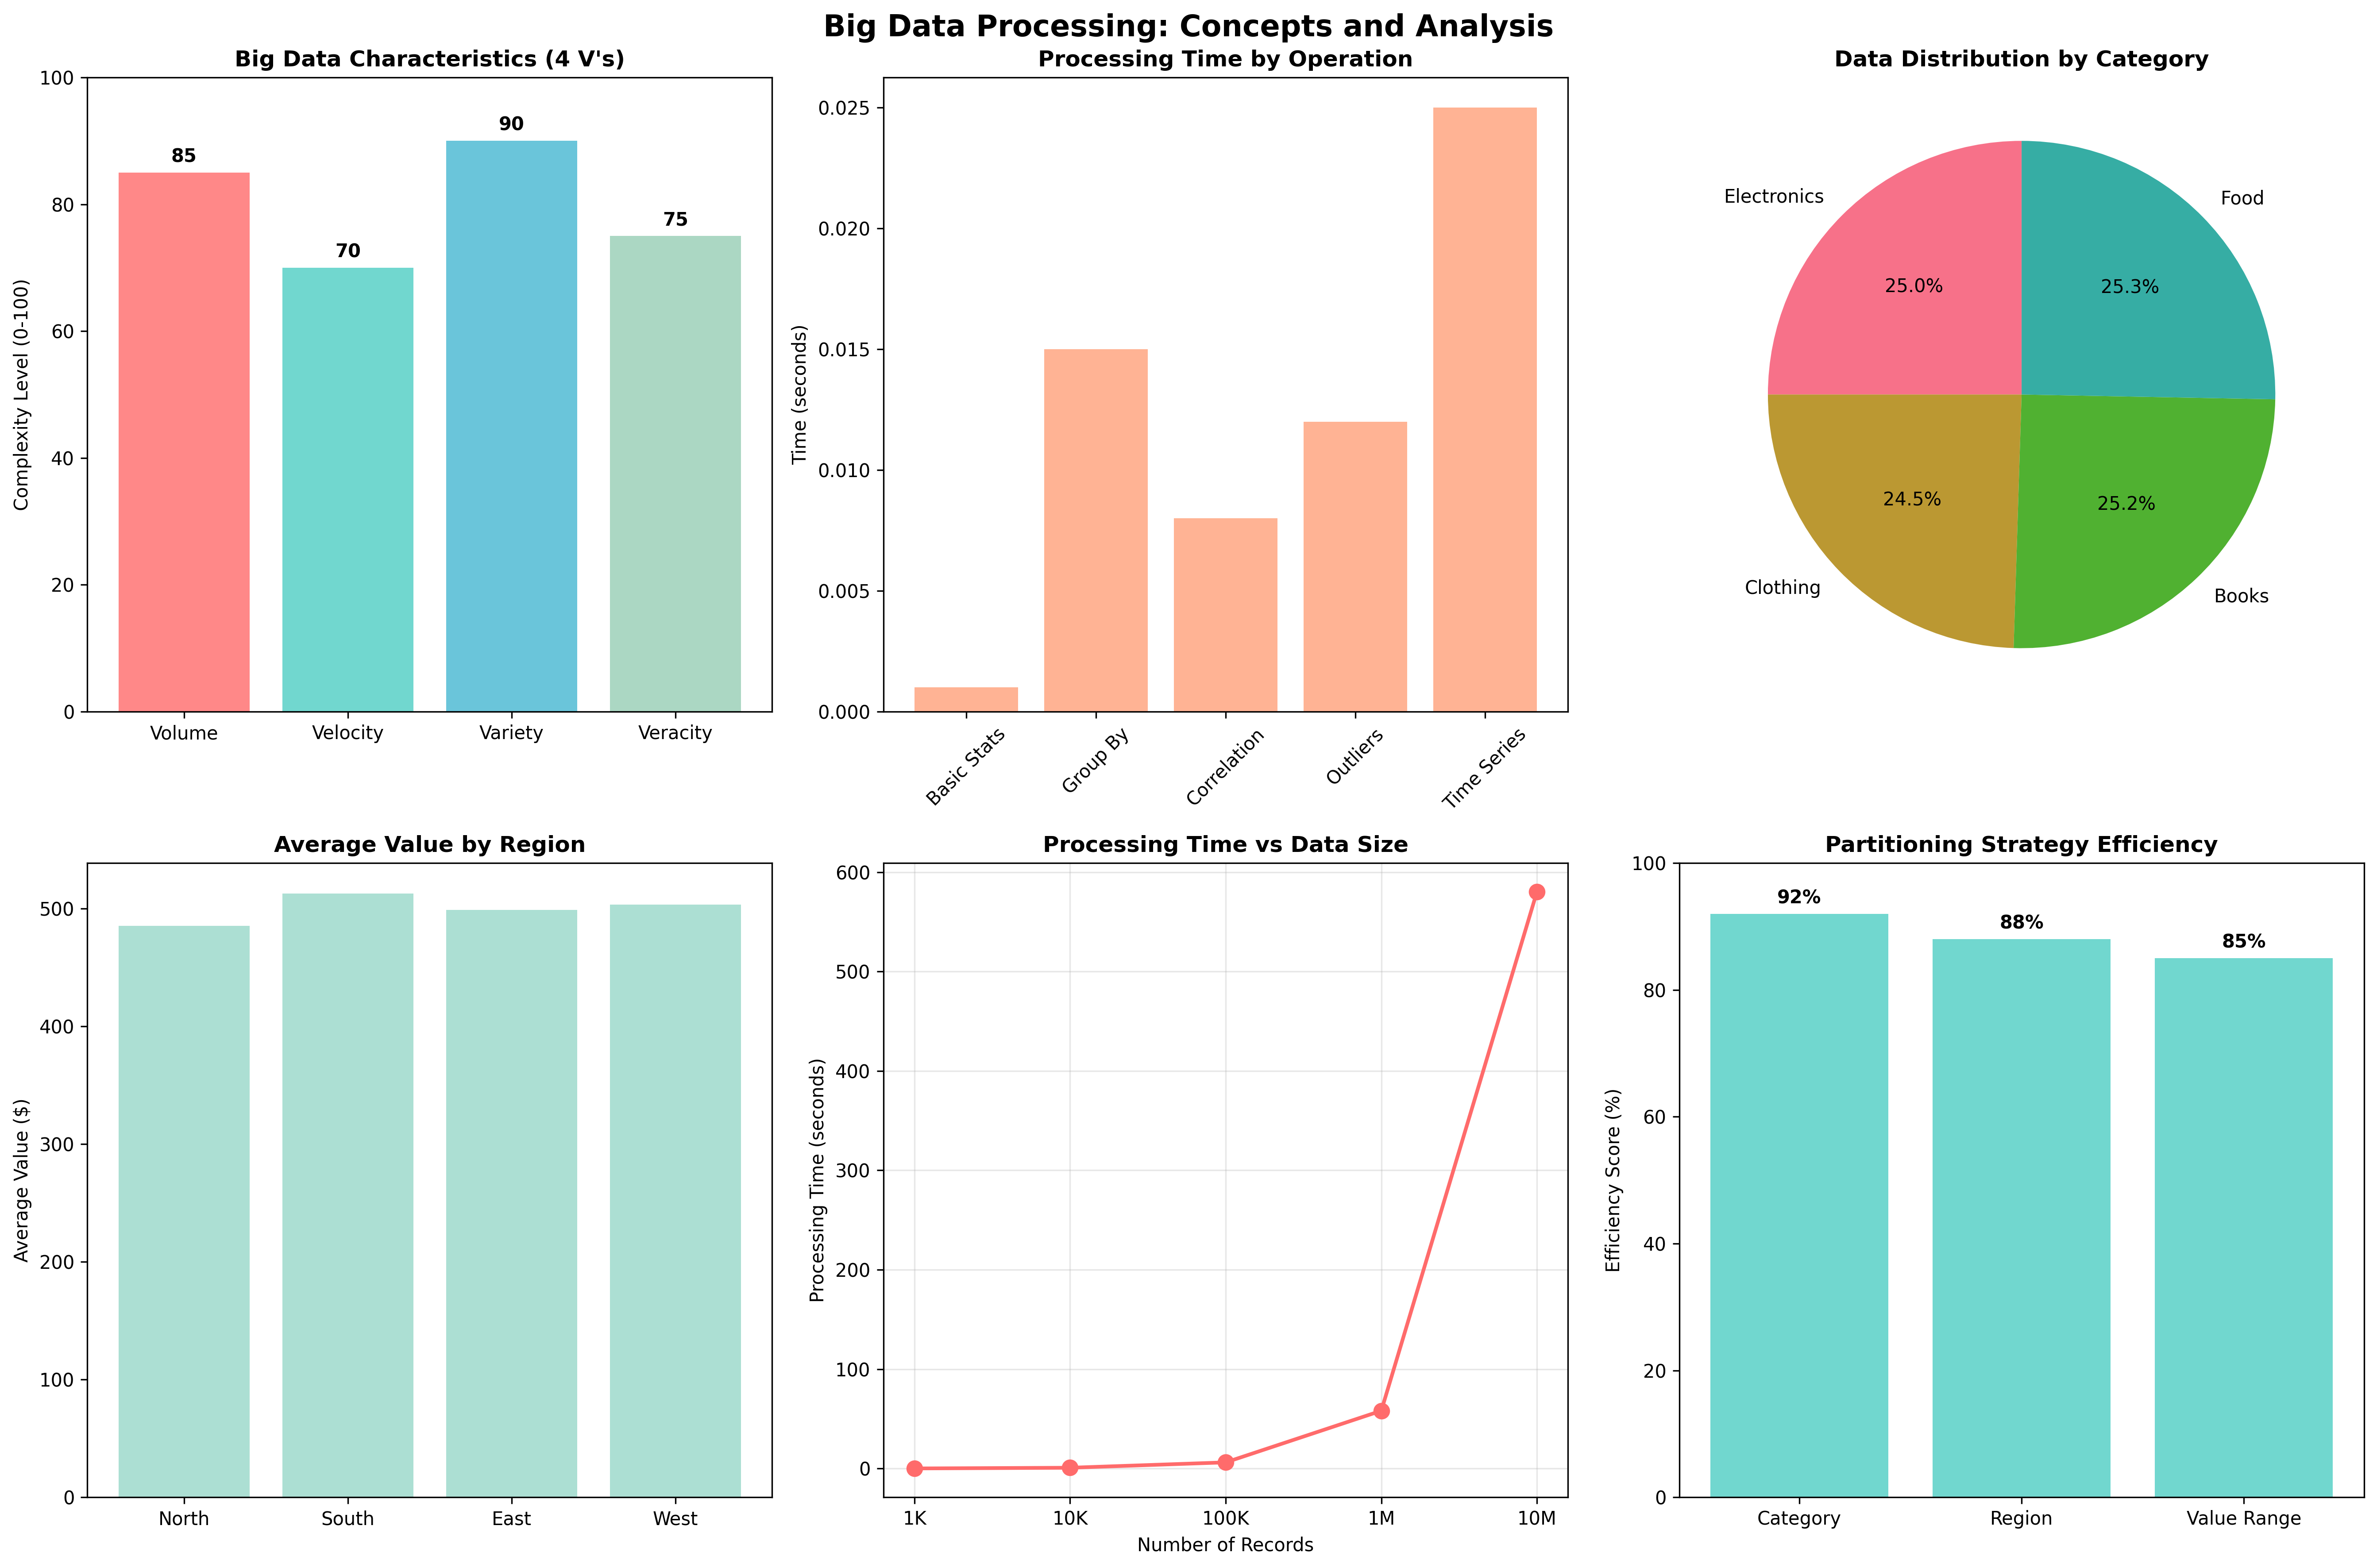 Big Data Processing: Concepts and Analysis
Big Data Characteristics (4 V's)
Complexity Level (0-100)
100
80
60
40
20
0
85
70
90
75
Volume
Velocity
Variety
Veracity
Processing Time by Operation
Time (seconds)
0.025
0.020
0.015
0.010
0.005
0.000
Basic Stats
Group By
Correlation
Outliers
Time Series
Data Distribution by Category
Electronics
Food
25.0%
25.3%
24.5%
25.2%
Clothing
Books
Average Value by Region
Average Value ($)
500
400
300
200
100
0
North
South
East
West
Processing Time vs Data Size
Processing Time (seconds)
600
500
400
300
200
100
0
1K
10K
100K
1M
10M
Number of Records
Partitioning Strategy Efficiency
Efficiency Score (%)
100
80
60
40
20
0
92%
88%
85%
Category
Region
Value Range